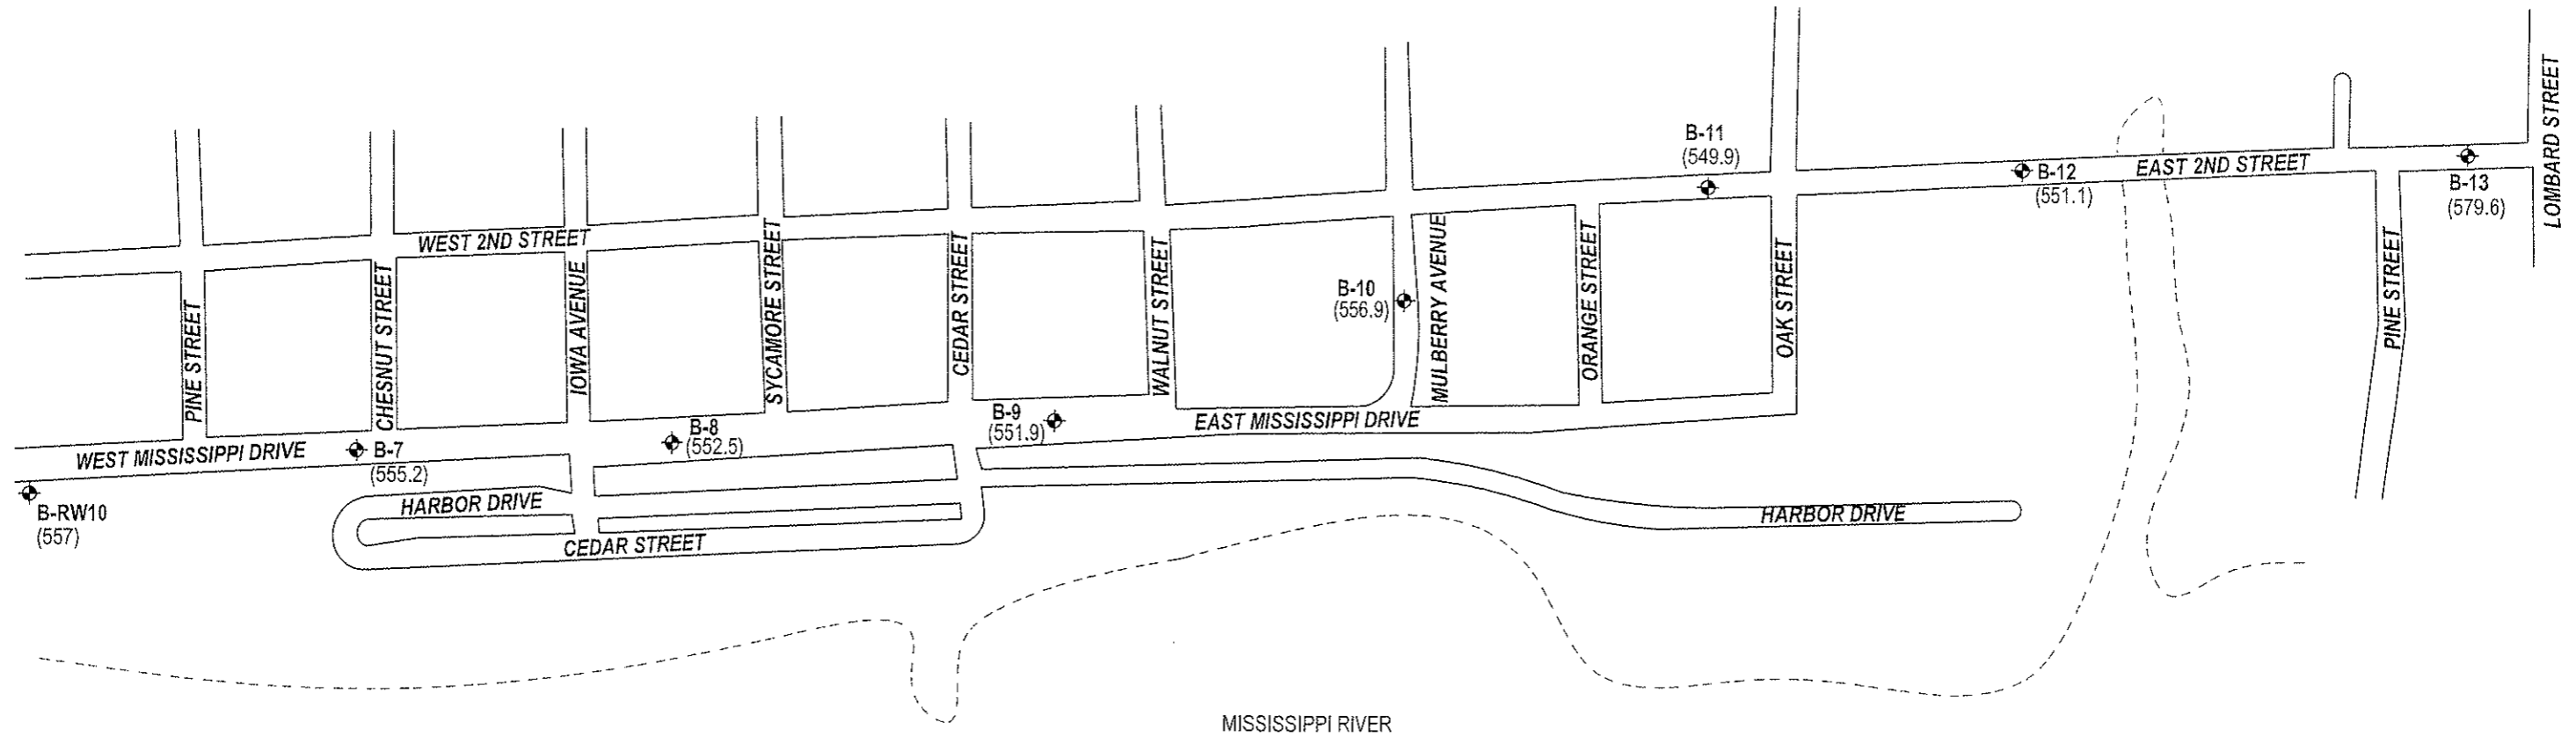 LOMBARD STREET
B-11
(549.9)
EAST 2ND STREET
B-12
(551.1)
B-13
(579.6)
WEST 2ND STREET
PINE STREET
CHESNUT STREET
IOWA AVENUE
SYCAMORE STREET
CEDAR STREET
WALNUT STREET
B-10
(556.9)
MULBERRY AVENUE
ORANGE STREET
OAK STREET
PINE STREET
WEST MISSISSIPPI DRIVE
B-7
(555.2)
B-8
(552.5)
B-9
(551.9)
EAST MISSISSIPPI DRIVE
B-RW10
(557)
HARBOR DRIVE
HARBOR DRIVE
CEDAR STREET
MISSISSIPPI RIVER